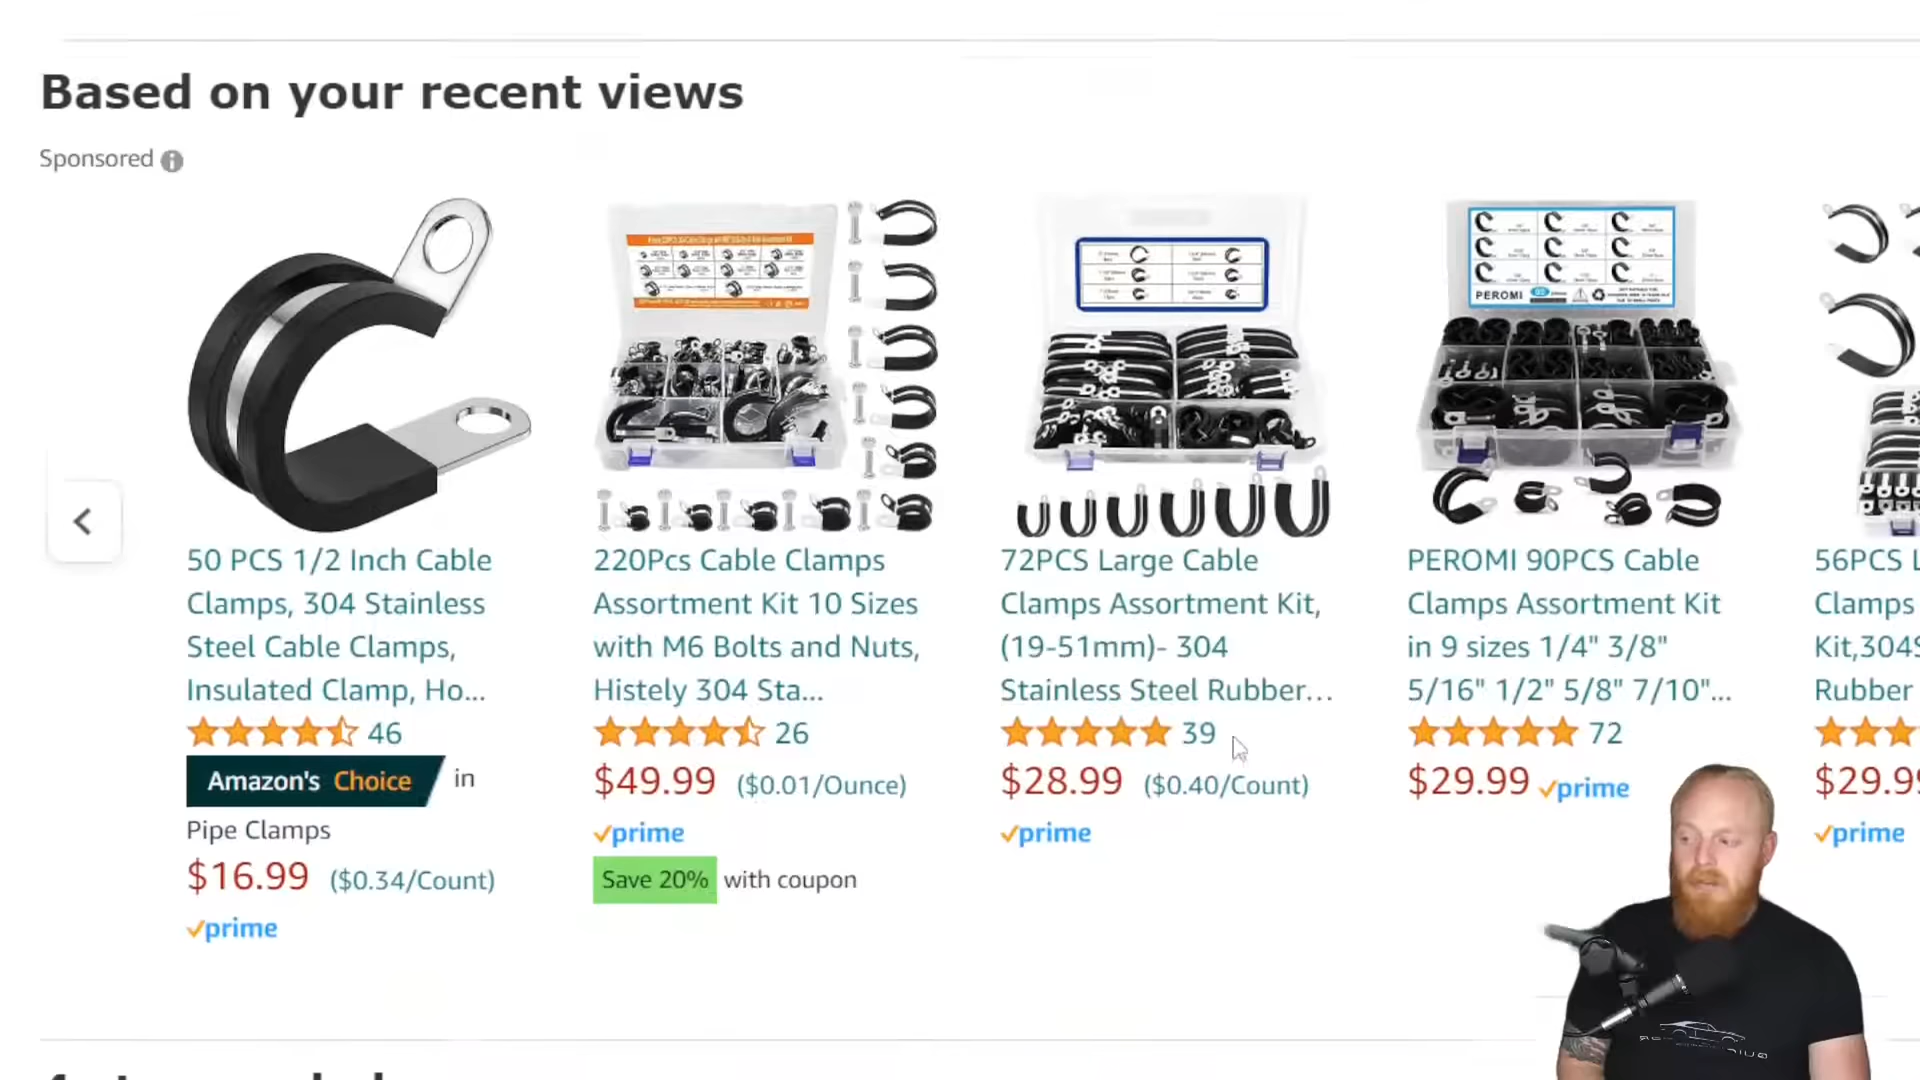 Based on your recent views
Sponsored
50 PCS 1/2 Inch Cable
Clamps, 304 Stainless
Steel Cable Clamps,
Insulated Clamp, Ho...
46
Amazon's Choice in
Pipe Clamps
$16.99 ($0.34/Count)
prime
220Pcs Cable Clamps
Assortment Kit 10 Sizes
with M6 Bolts and Nuts,
Histely 304 Sta...
26
$49.99 ($0.01/Ounce)
prime
Save 20% with coupon
72PCS Large Cable
Clamps Assortment Kit,
(19-51mm)- 304
Stainless Steel Rubber...
39
$28.99 ($0.40/Count)
prime
PEROMI
PEROMI 90PCS Cable
Clamps Assortment Kit
in 9 sizes 1/4" 3/8"
5/16" 1/2" 5/8" 7/10"...
72
$29.99 prime
56PCS L
Clamps
Kit,304S
Rubber
$29.99
prime